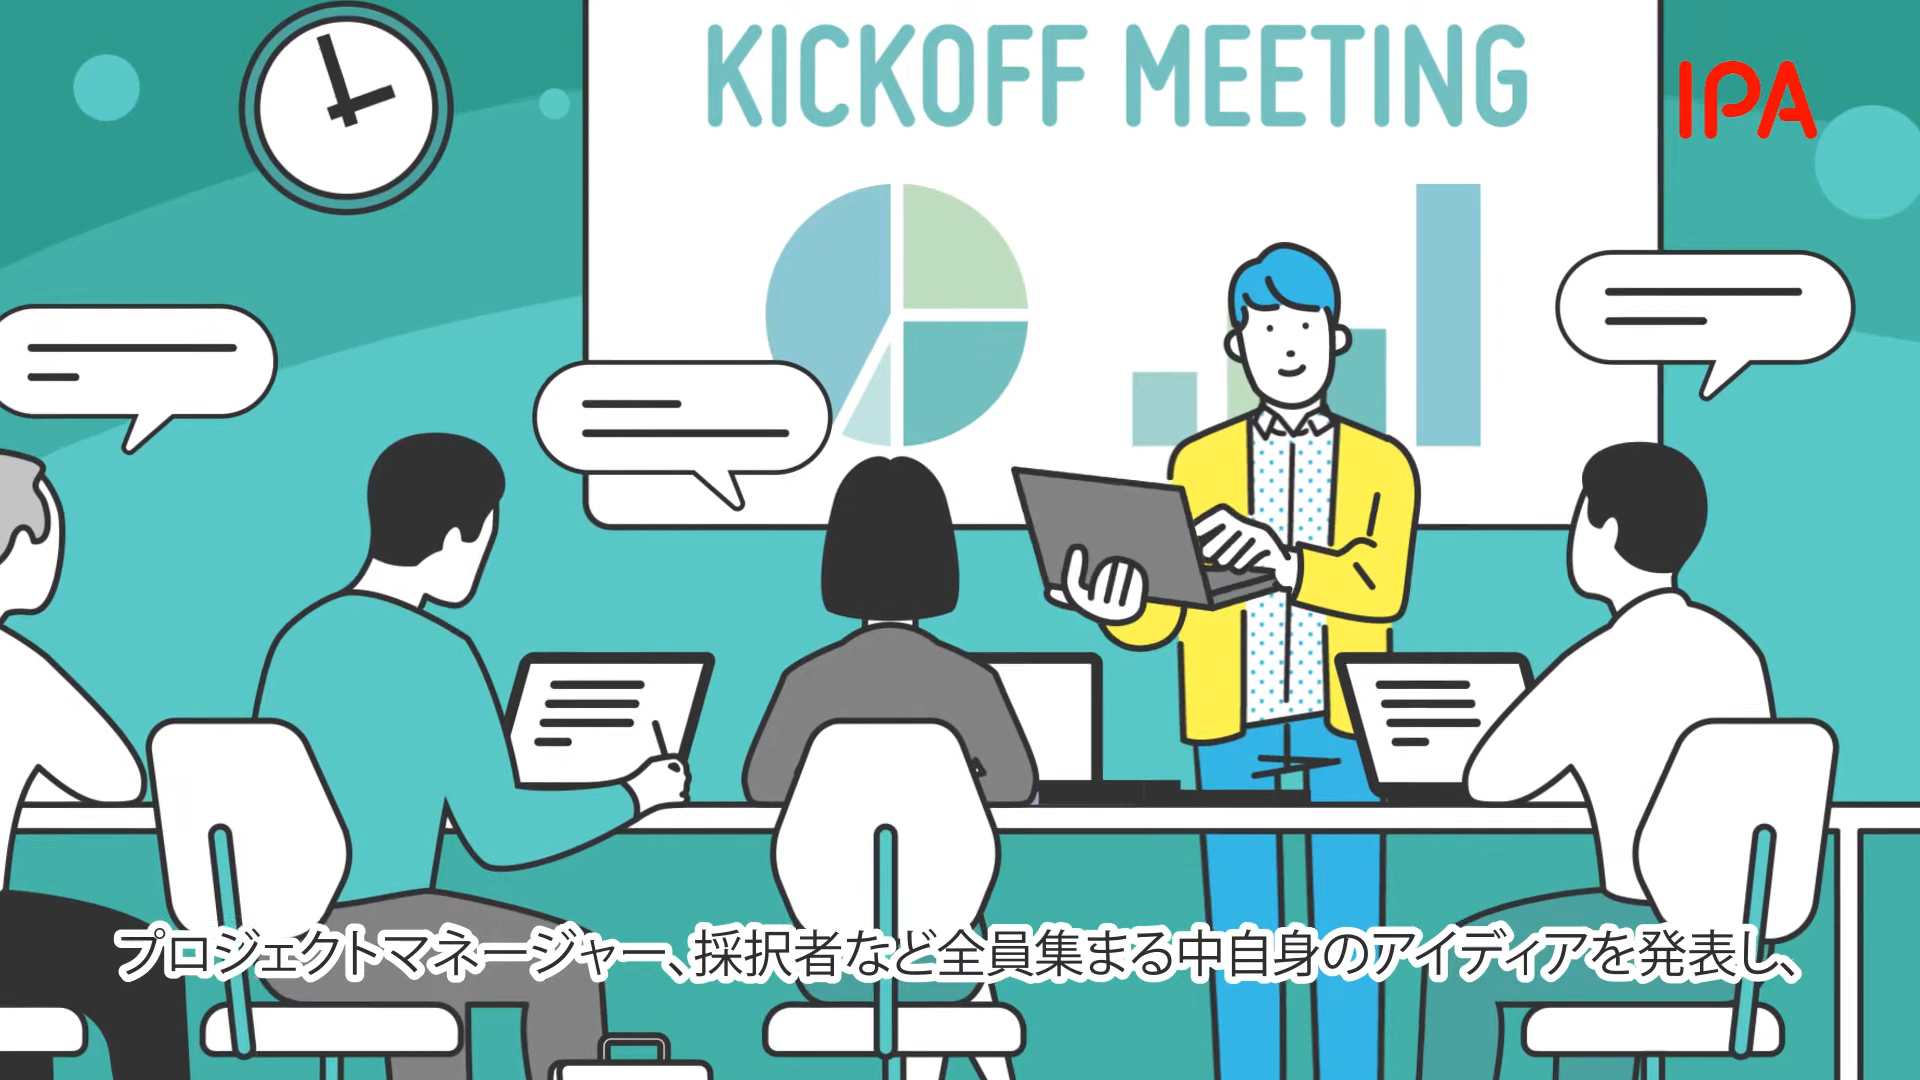 KICKOFF MEETING
IPA
プロジェクトマネージャー、採択者など全員集まる中自身のアイディアを発表し、